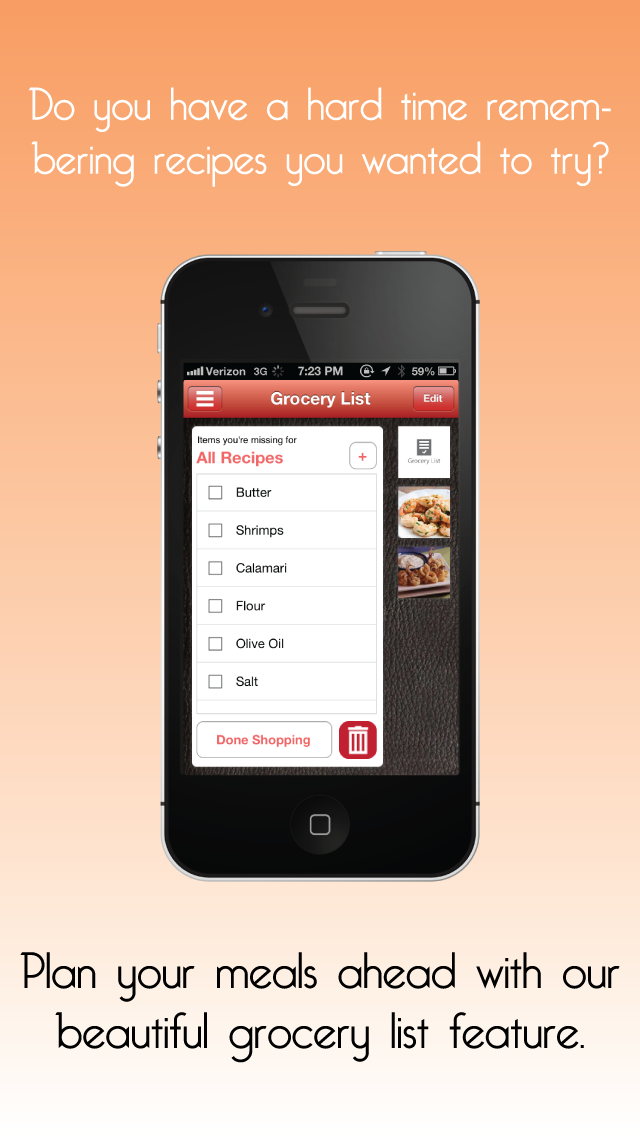 Do you have a hard time remem-
bering recipes you wanted to try?
Verizon 3G 7:23 PM 59%
Grocery List Edit
Items you're missing for
All Recipes +
Grocery List
Butter
Shrimps
Calamari
Flour
Olive Oil
Salt
Done Shopping
Plan your meals ahead with our
beautiful grocery list feature.